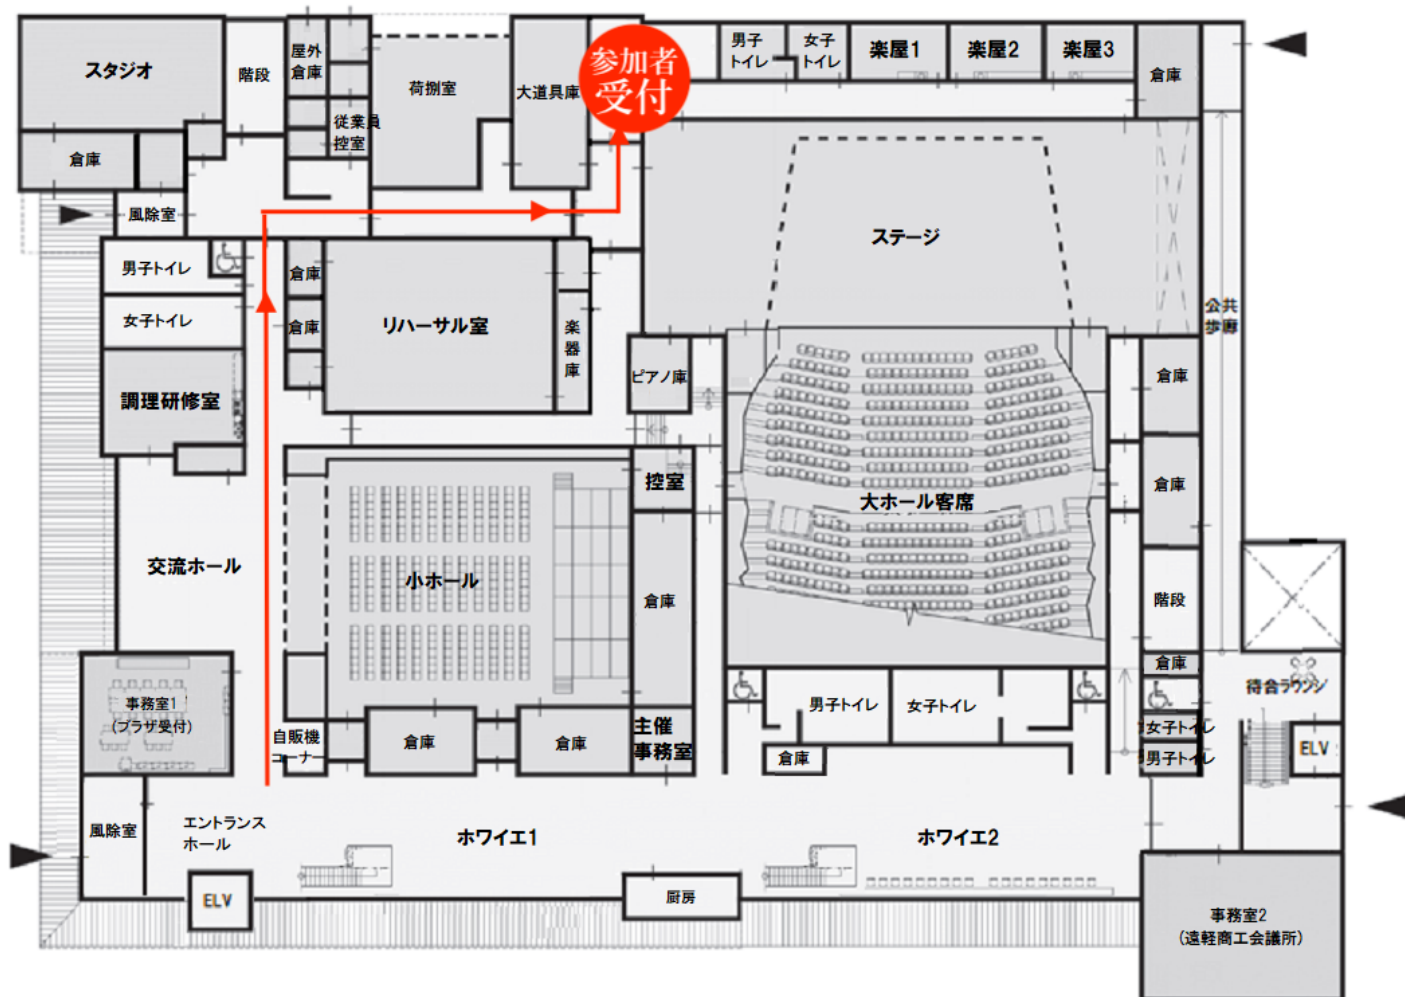 スタジオ
階段
屋外
倉庫
従業員
控室
荷捌室
大道具庫
参加者
受付
男子
トイレ
女子
トイレ
楽屋1
楽屋2
楽屋3
倉庫
倉庫
風除室
ステージ
男子トイレ
女子トイレ
調理研修室
倉庫
倉庫
リハーサル室
楽
器
庫
ピアノ庫
公共
歩廊
倉庫
倉庫
階段
倉庫
控室
大ホール客席
交流ホール
小ホール
倉庫
待合ラウンジ
事務室1
(プラザ受付)
自販機
コーナー
倉庫
倉庫
主催
事務室
男子トイレ
女子トイレ
倉庫
女子トイレ
男子トイレ
ELV
風除室
エントランス
ホール
ホワイエ1
ホワイエ2
ELV
厨房
事務室2
(遠軽商工会議所)